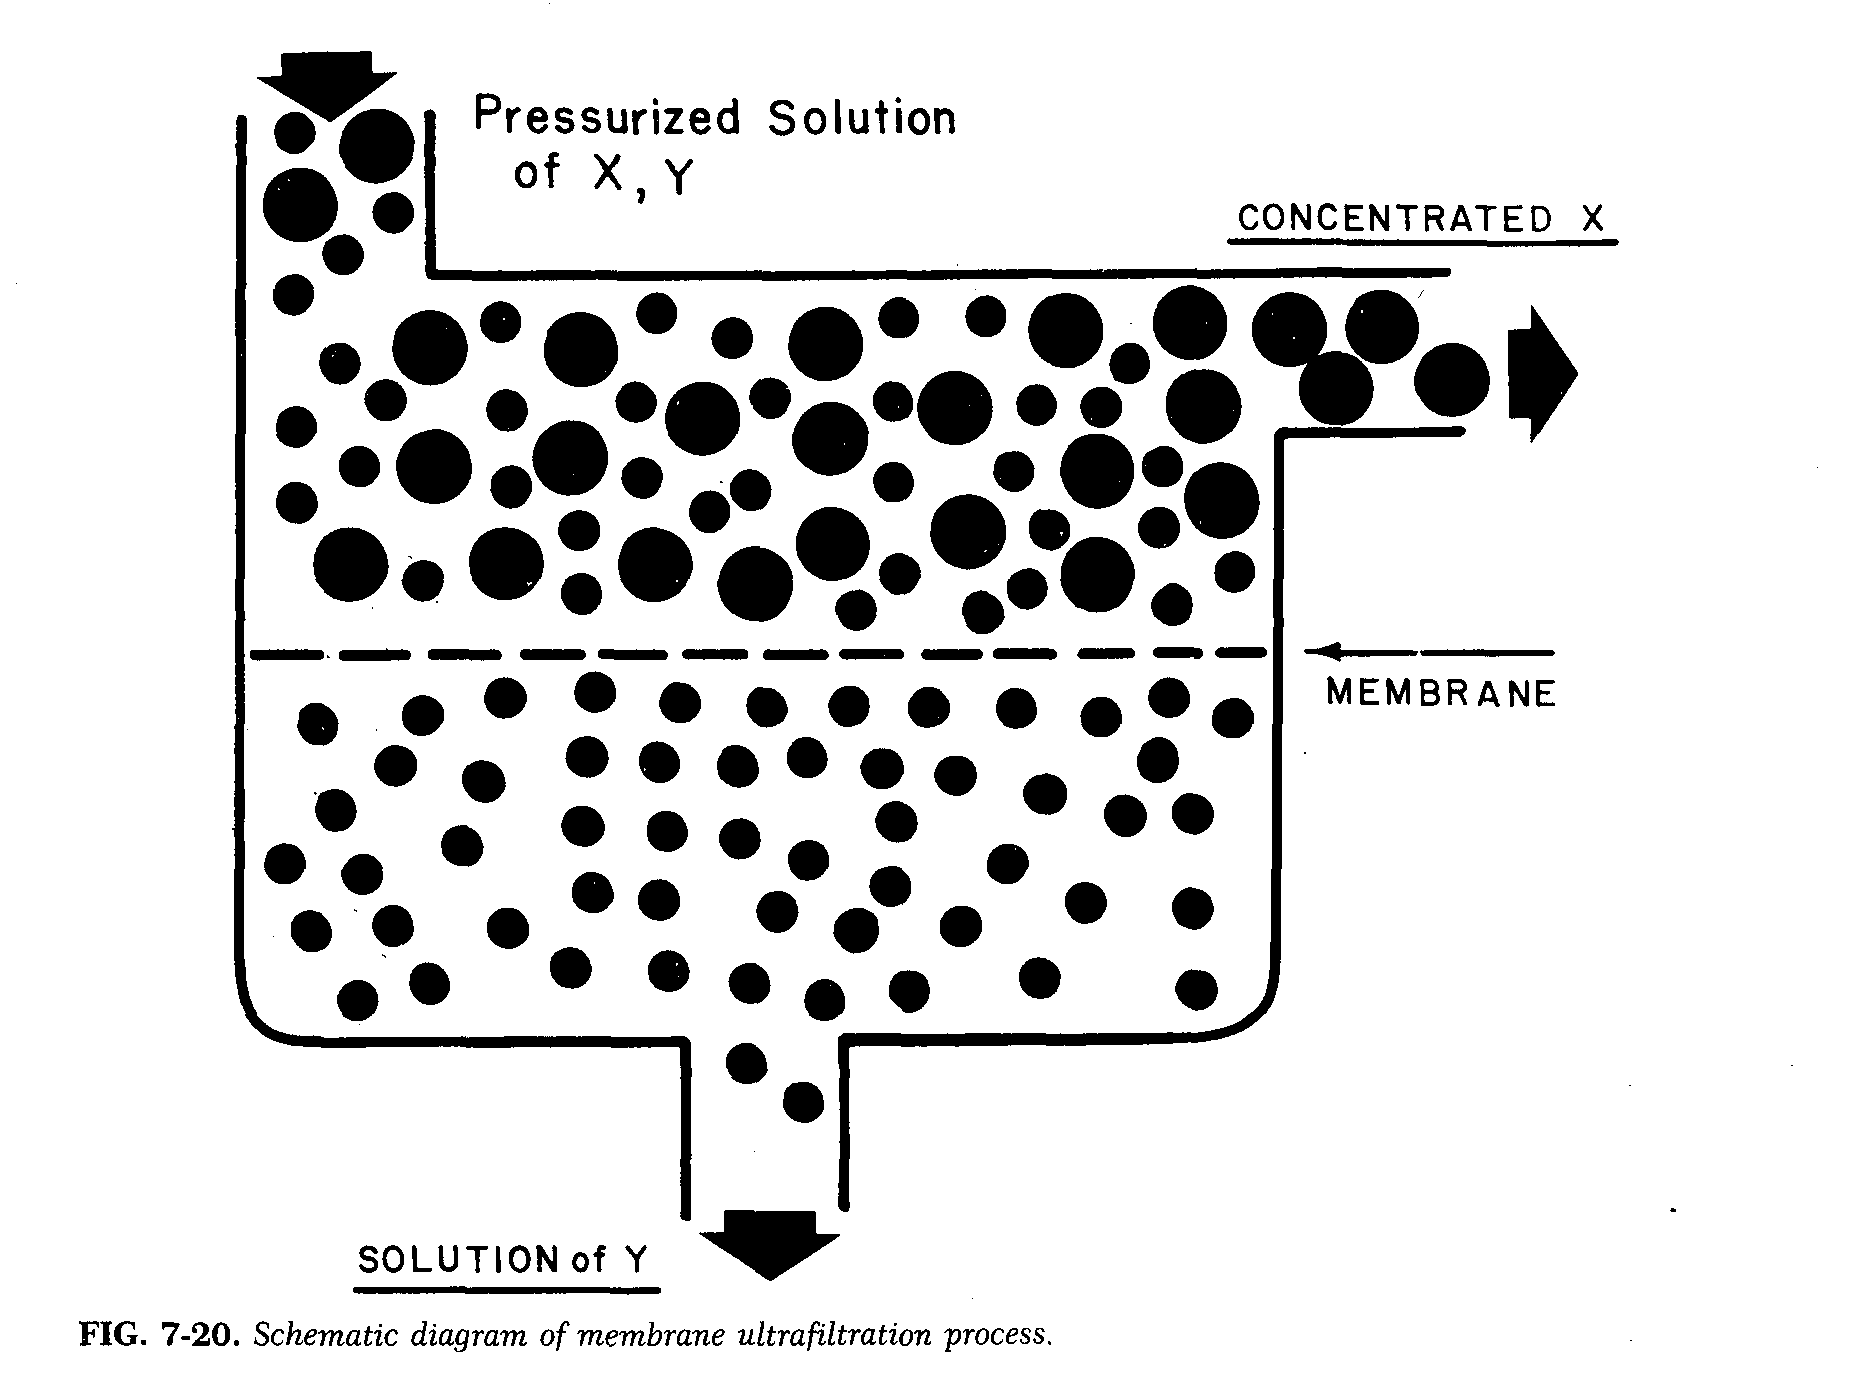 Pressurized Solution
of X, Y
CONCENTRATED X
MEMBRANE
SOLUTION of Y
FIG. 7-20. Schematic diagram of membrane ultrafiltration process.